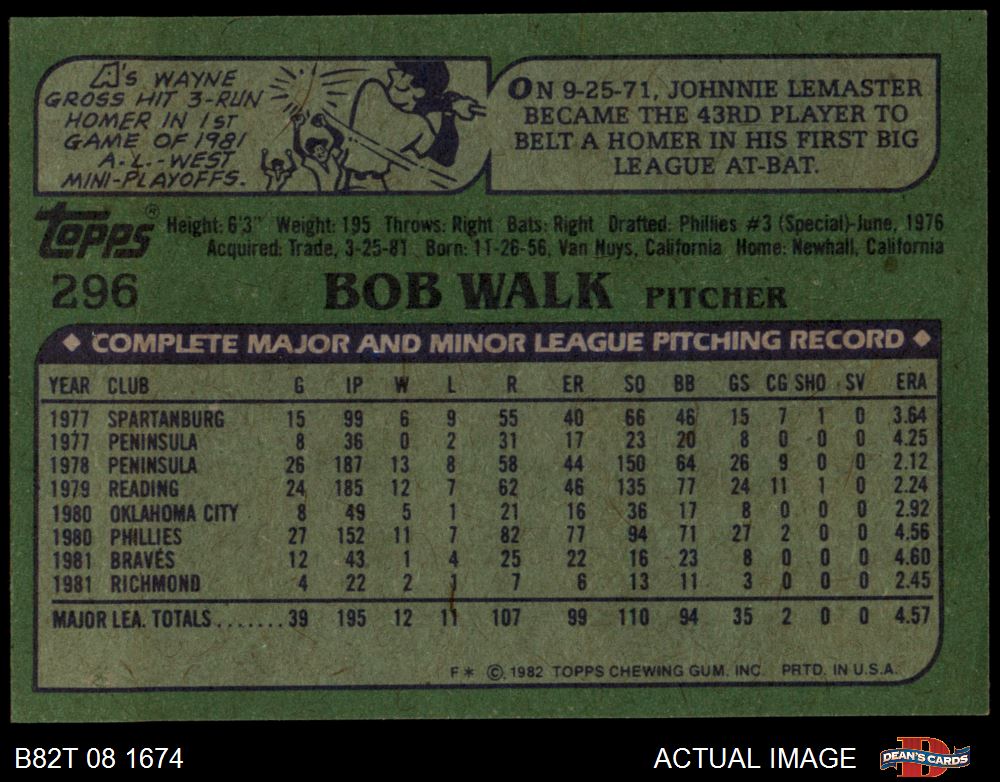 A's WAYNE
GROSS HIT 3-RUN
HOMER IN 1ST
GAME OF 1981
A.L.-WEST
MINI-PLAYOFFS.
ON 9-25-71, JOHNNIE LEMASTER
BECAME THE 43RD PLAYER TO
BELT A HOMER IN HIS FIRST BIG
LEAGUE AT-BAT.
TOPPS® Height: 6'3" Weight: 195 Throws: Right Bats: Right Drafted: Phillies #3 (Special)-June, 1976
Acquired: Trade, 3-25-81 Born: 11-26-56, Van Nuys, California Home: Newhall, California
296 BOB WALK PITCHER
◆ COMPLETE MAJOR AND MINOR LEAGUE PITCHING RECORD ◆
YEAR CLUB G IP W L R ER SO BB GS CG SHO SV ERA
1977 SPARTANBURG 15 99 6 9 55 40 66 46 15 7 1 0 3.64
1977 PENINSULA 8 36 0 2 31 17 23 20 8 0 0 0 4.25
1978 PENINSULA 26 187 13 8 58 44 150 64 26 9 0 0 2.12
1979 READING 24 185 12 7 62 46 135 77 24 11 1 0 2.24
1980 OKLAHOMA CITY 8 49 5 1 21 16 36 17 8 0 0 0 2.92
1980 PHILLIES 27 152 11 7 82 77 94 71 27 2 0 0 4.56
1981 BRAVES 12 43 1 4 25 22 16 23 8 0 0 0 4.60
1981 RICHMOND 4 22 2 1 7 6 13 11 3 0 0 0 2.45
MAJOR LEA. TOTALS.......39 195 12 11 107 99 110 94 35 2 0 0 4.57
F* © 1982 TOPPS CHEWING GUM, INC. PRTD. IN U.S.A.
B82T 08 1674 ACTUAL IMAGE DEAN'S CARDS